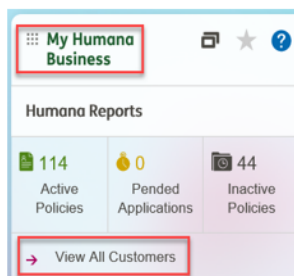 My Humana
Business
?
Humana Reports
114
0
44
Active
Policies
Pended
Applications
Inactive
Policies
→ View All Customers